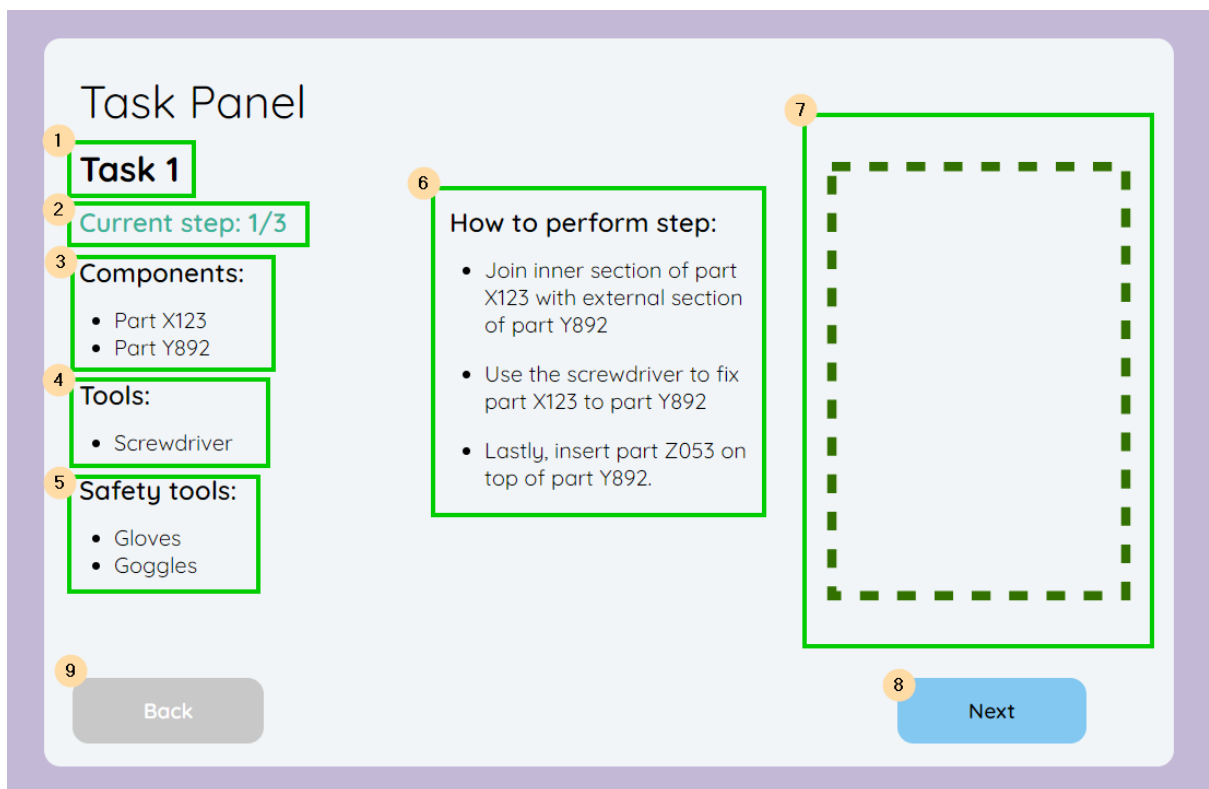 Task Panel
1
Task 1
2
Current step: 1/3
3
Components:
Part X123
Part Y892
4
Tools:
Screwdriver
5
Safety tools:
Gloves
Goggles
6
How to perform step:
Join inner section of part
X123 with external section
of part Y892
Use the screwdriver to fix
part X123 to part Y892
Lastly, insert part Z053 on
top of part Y892.
7
9
Back
8
Next